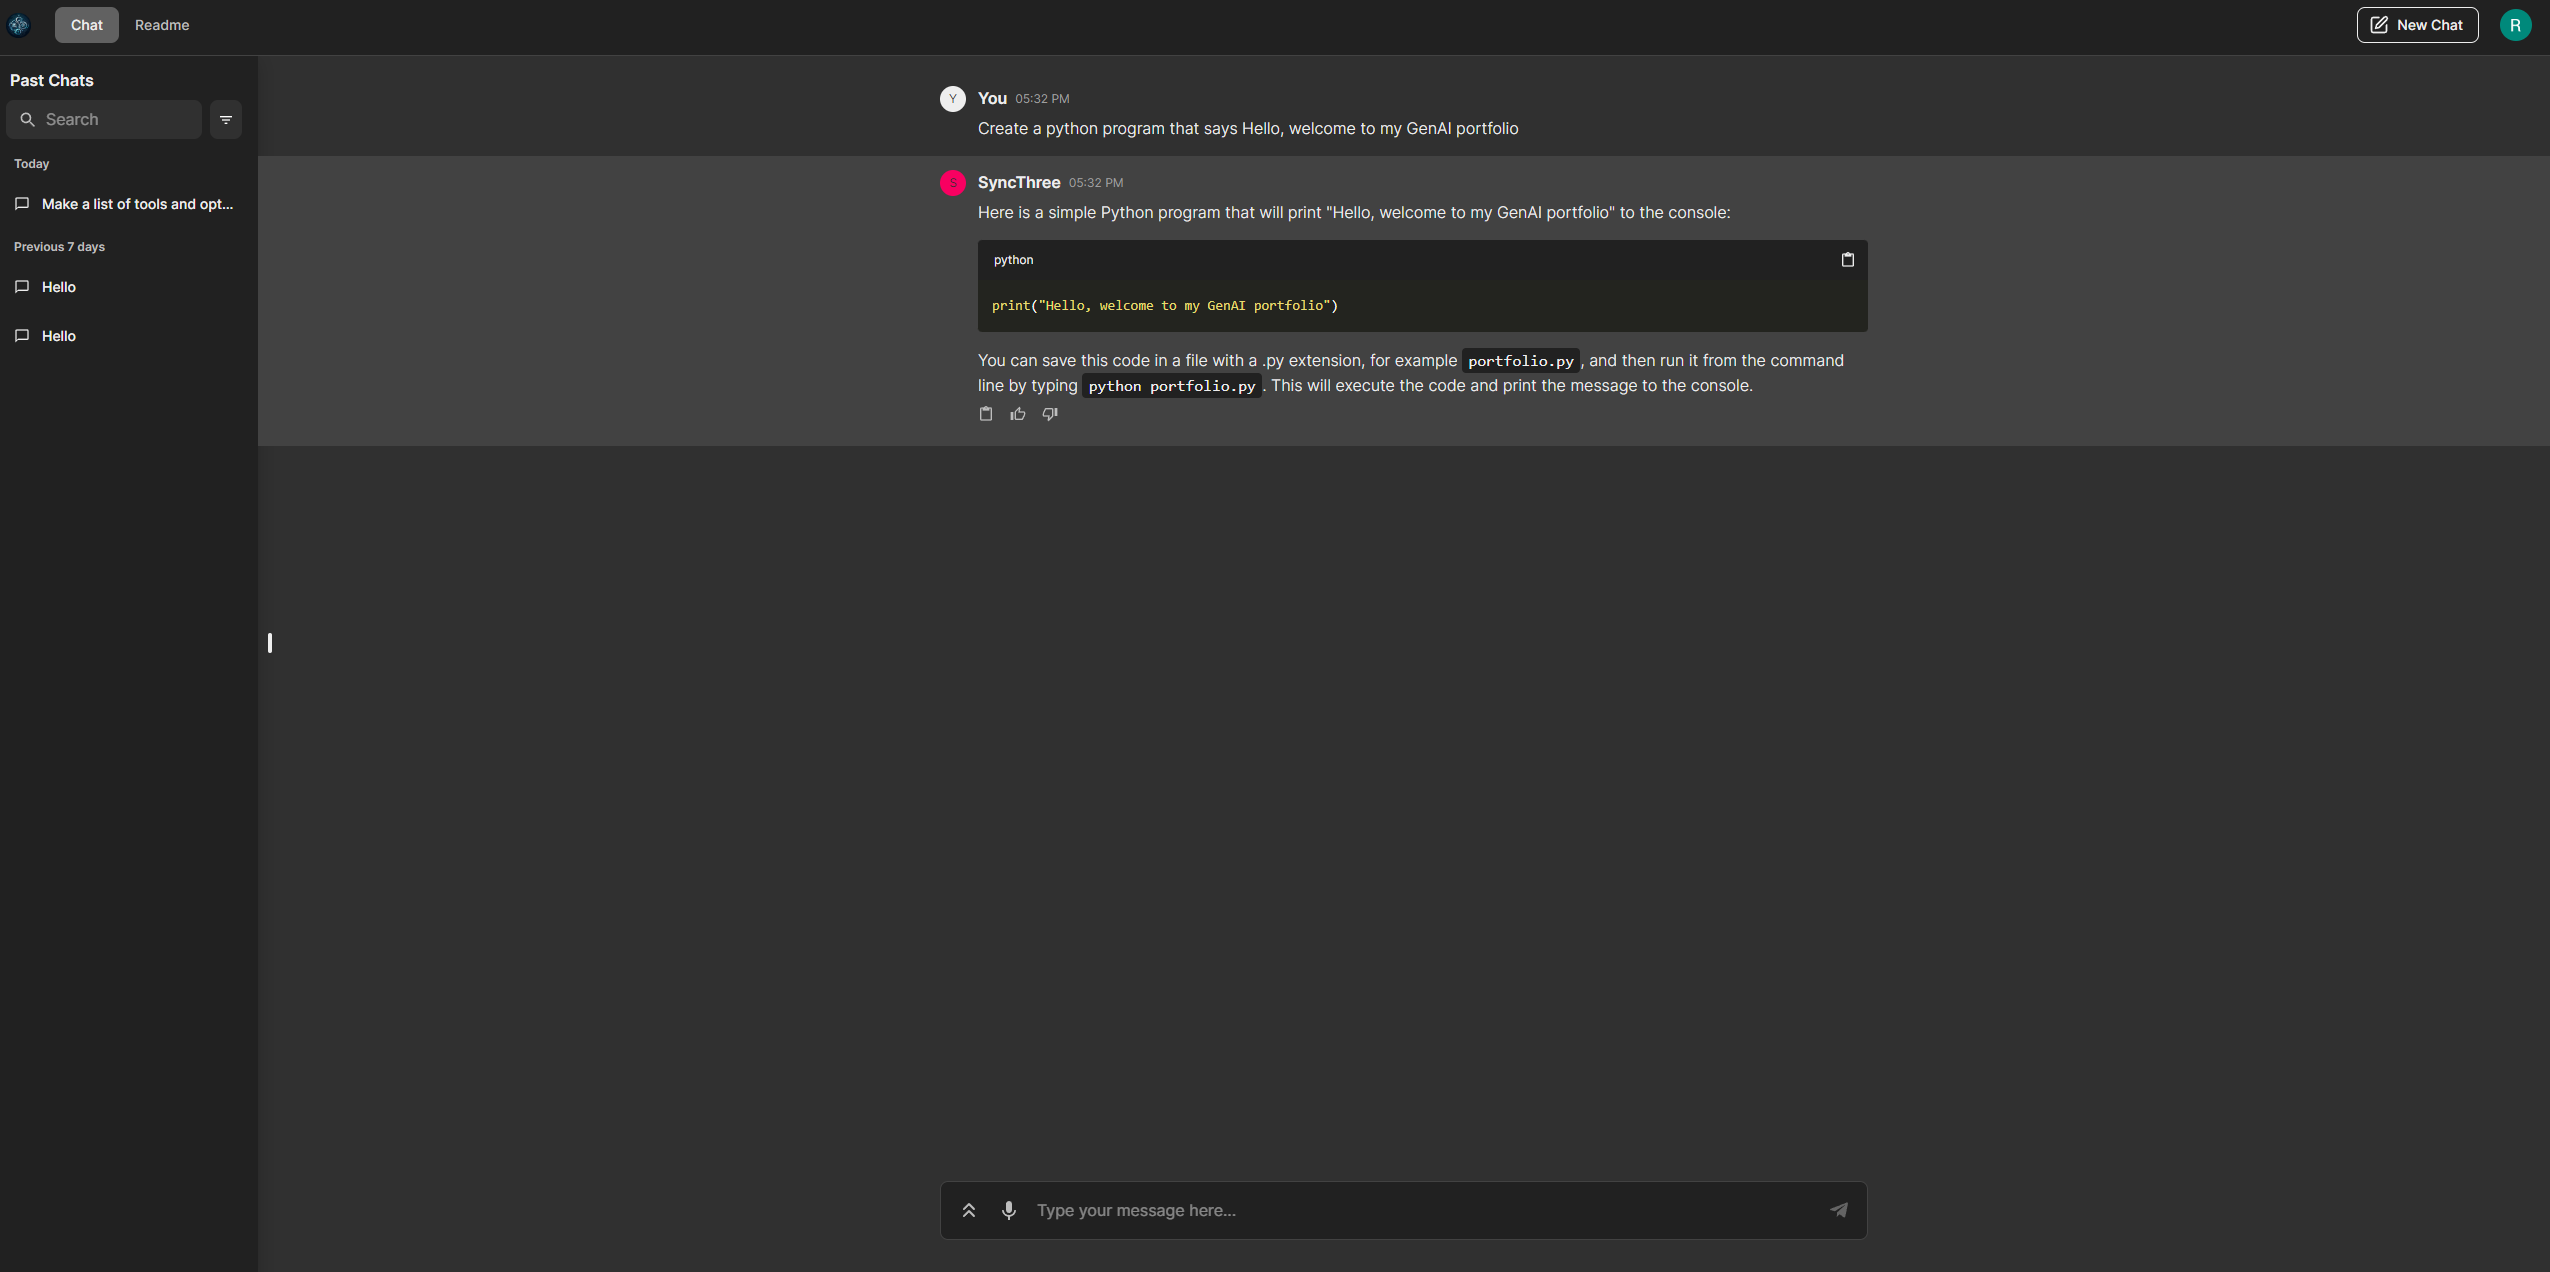 Chat
Readme
New Chat
R
Past Chats
Search
Today
Make a list of tools and opt...
Previous 7 days
Hello
Hello
Y
You 05:32 PM
Create a python program that says Hello, welcome to my GenAI portfolio
S
SyncThree 05:32 PM
Here is a simple Python program that will print "Hello, welcome to my GenAI portfolio" to the console:
python
print("Hello, welcome to my GenAI portfolio")
You can save this code in a file with a .py extension, for example portfolio.py, and then run it from the command
line by typing python portfolio.py. This will execute the code and print the message to the console.
Type your message here...